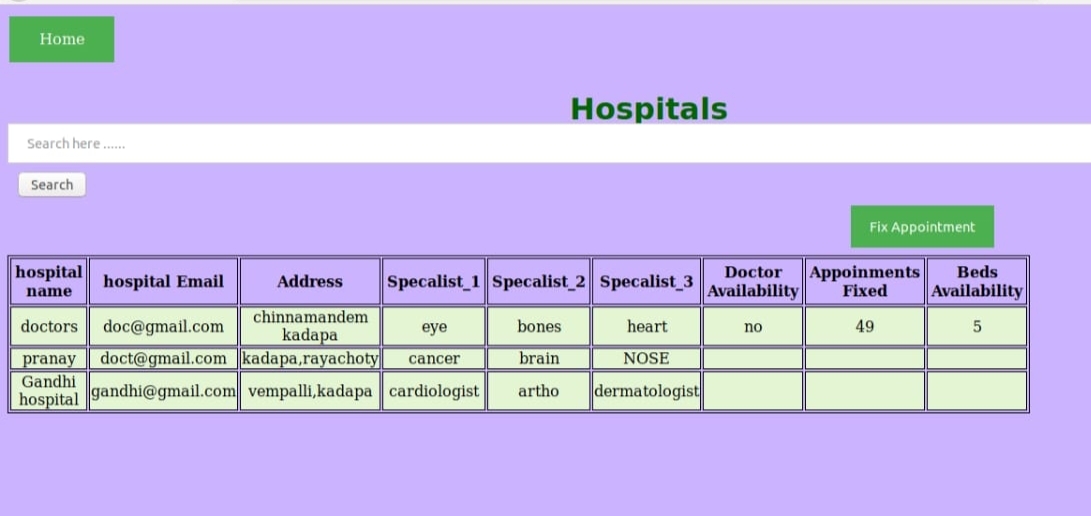 Home
Hospitals
Search here ......
Search
Fix Appointment
hospital name hospital Email Address Specalist_1 Specalist_2 Specalist_3 Doctor Availability Appoinments Fixed Beds Availability
doctors doc@gmail.com chinnamandem kadapa eye bones heart no 49 5
pranay doct@gmail.com kadapa,rayachoty cancer brain NOSE
Gandhi hospital gandhi@gmail.com vempalli,kadapa cardiologist artho dermatologist